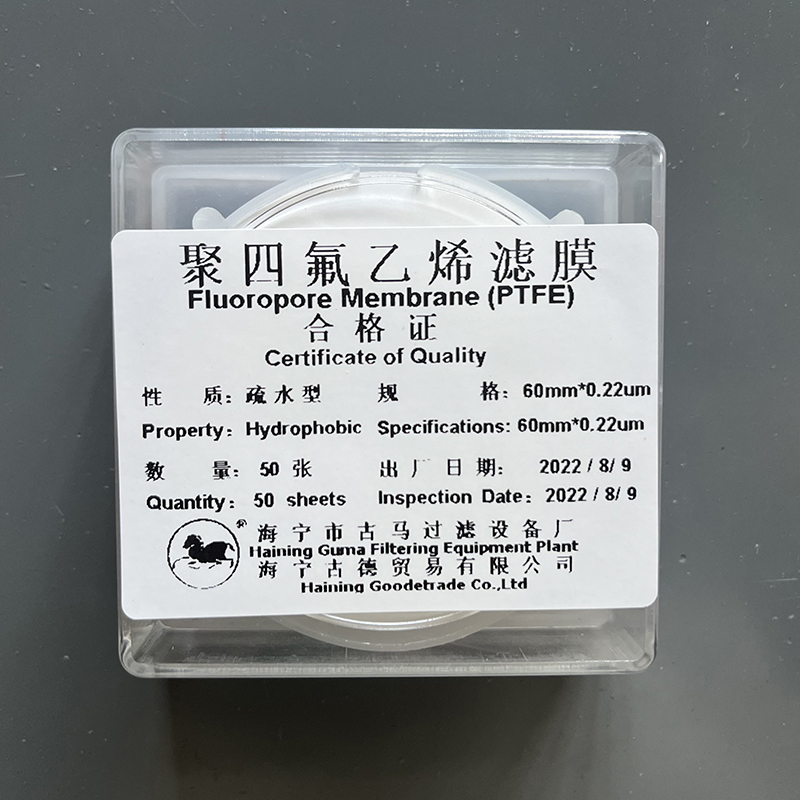 聚四氟乙烯滤膜
Fluoropore Membrane (PTFE)
合格证
Certificate of Quality
性 质：疏水型 规 格：60mm*0.22um
Property：Hydrophobic Specifications: 60mm*0.22um
数 量：50 张 出厂日期：2022 / 8/ 9
Quantity：50 sheets Inspection Date：2022 / 8/ 9
®
海宁市古马过滤设备厂
Haining Guma Filtering Equipment Plant
海宁古德贸易有限公司
Haining Goodetrade Co.,Ltd